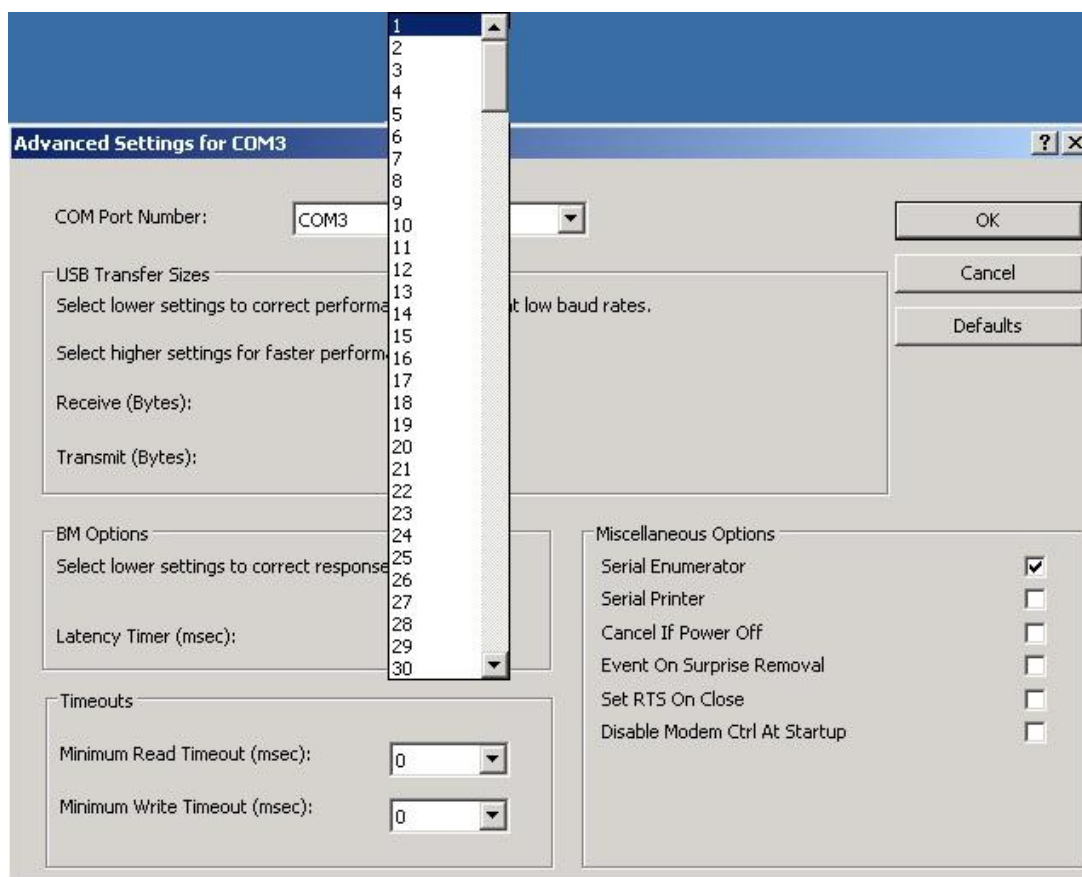 1
2
3
4
5
6
7
8
9
10
11
12
13
14
15
16
17
18
19
20
21
22
23
24
25
26
27
28
29
30
Advanced Settings for COM3
COM Port Number:
COM3
OK
Cancel
Defaults
USB Transfer Sizes
Select lower settings to correct performa t low baud rates.
Select higher settings for faster perform
Receive (Bytes):
Transmit (Bytes):
BM Options
Select lower settings to correct response
Latency Timer (msec):
Timeouts
Minimum Read Timeout (msec):
0
Minimum Write Timeout (msec):
0
Miscellaneous Options
Serial Enumerator
Serial Printer
Cancel If Power Off
Event On Surprise Removal
Set RTS On Close
Disable Modem Ctrl At Startup